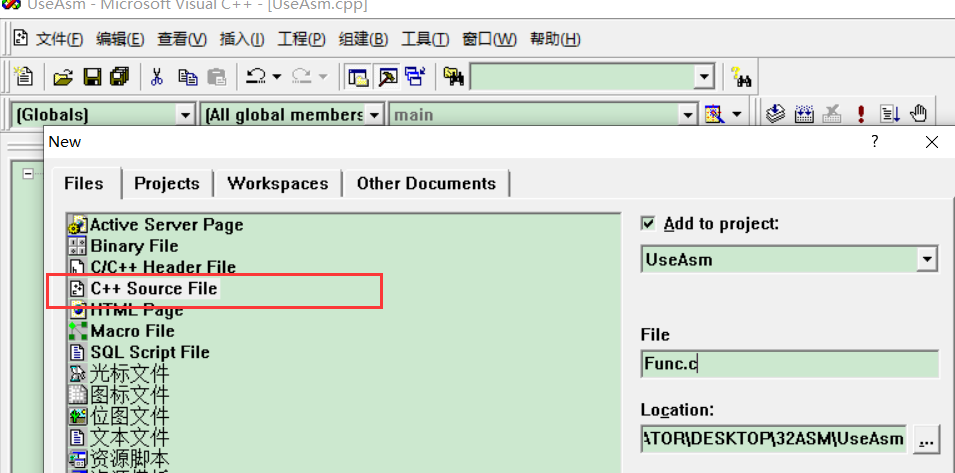 UseAsm - Microsoft Visual C++ - [UseAsm.cpp]
文件(F) 编辑(E) 查看(V) 插入(I) 工程(P) 组建(B) 工具(T) 窗口(W) 帮助(H)
(Globals) (All global members main
New ?
Files Projects Workspaces Other Documents
Active Server Page
Binary File
C/C++ Header File
C++ Source File
HTML Page
Macro File
SQL Script File
光标文件
图标文件
位图文件
文本文件
资源脚本
资源模板
Add to project:
UseAsm
File
Func.c
Location:
ATOR\DESKTOP\32ASM\UseAsm ...